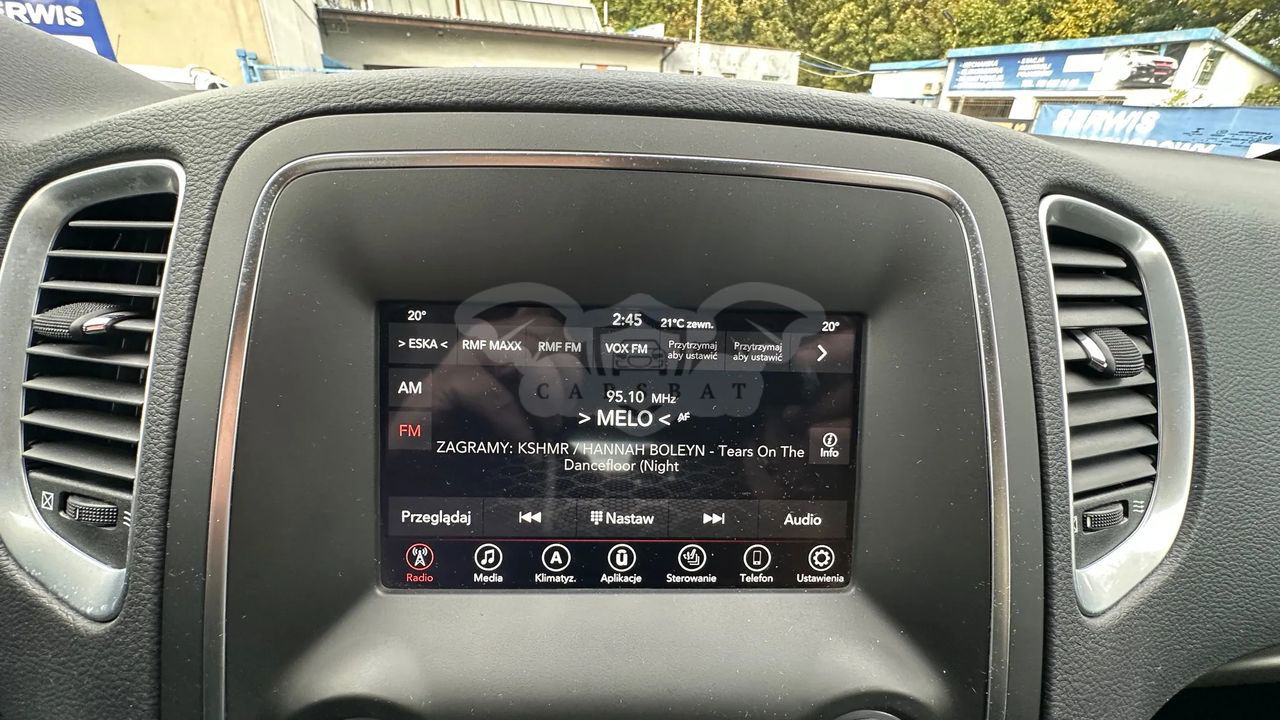 SERWIS
SERWIS
20°
2:45
21°C zewn.
20°
> ESKA <
RMF MAXX
RMF FM
VOX FM
Przytrzymaj
aby ustawić
Przytrzymaj
aby ustawić
AM
CARSBAT
95.10 MHz
FM
> MELO < AF
ZAGRAMY: KSHMR / HANNAH BOLEYN - Tears On The
Dancefloor (Night
Info
Przeglądaj
Nastaw
Audio
Radio
Media
A
Klimatyz.
Aplikacje
Sterowanie
Telefon
Ustawienia